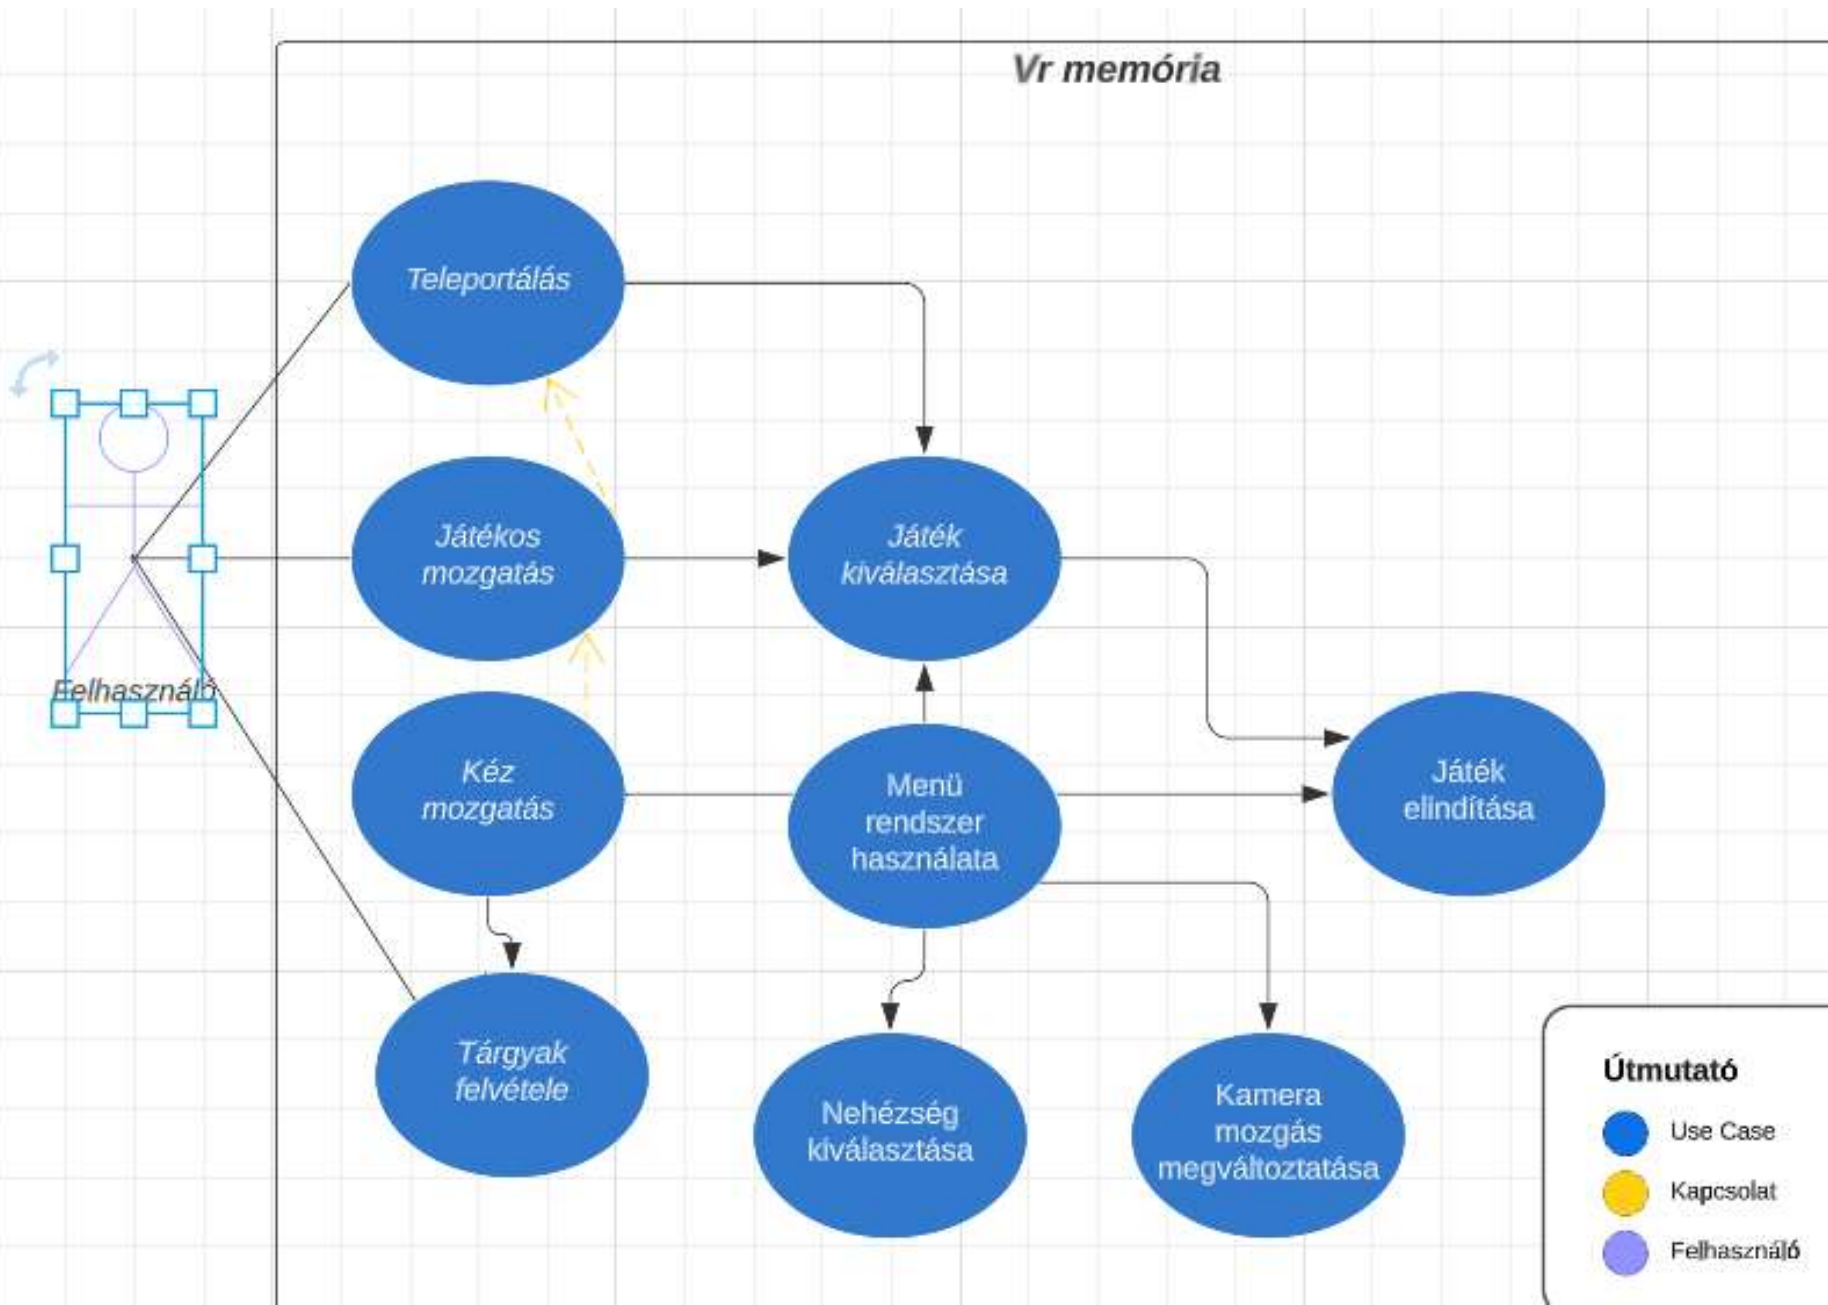 Vr memória
Teleportálás
Játékos
mozgatás
Játék
kiválasztása
Felhasználó
Kéz
mozgatás
Menü
rendszer
használata
Játék
elindítása
Tárgyak
felvétele
Nehézség
kiválasztása
Kamera
mozgás
megváltoztatása
Útmutató
Use Case
Kapcsolat
Felhasználó